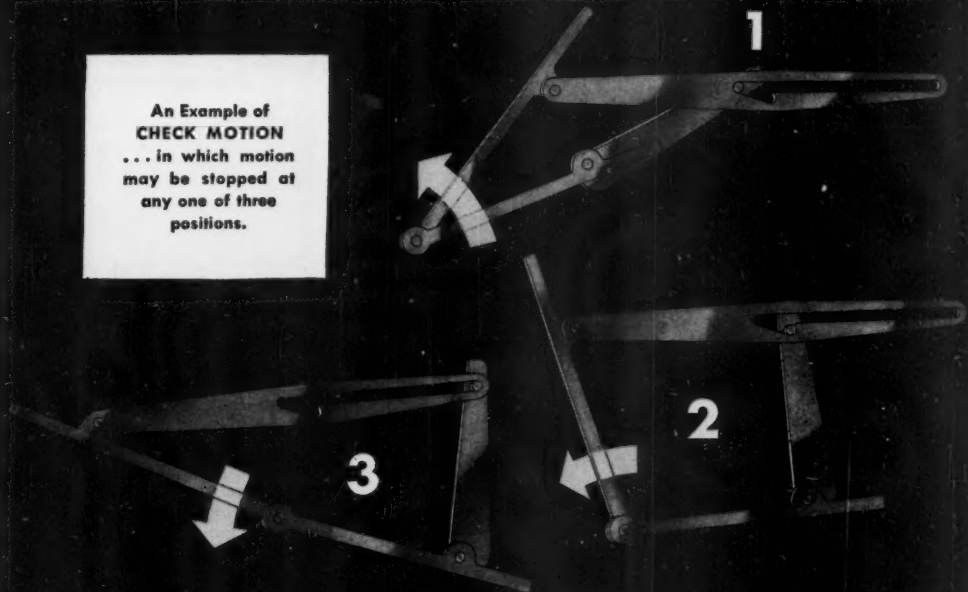 An Example of
CHECK MOTION
... in which motion
may be stopped at
any one of three
positions.
1
2
3